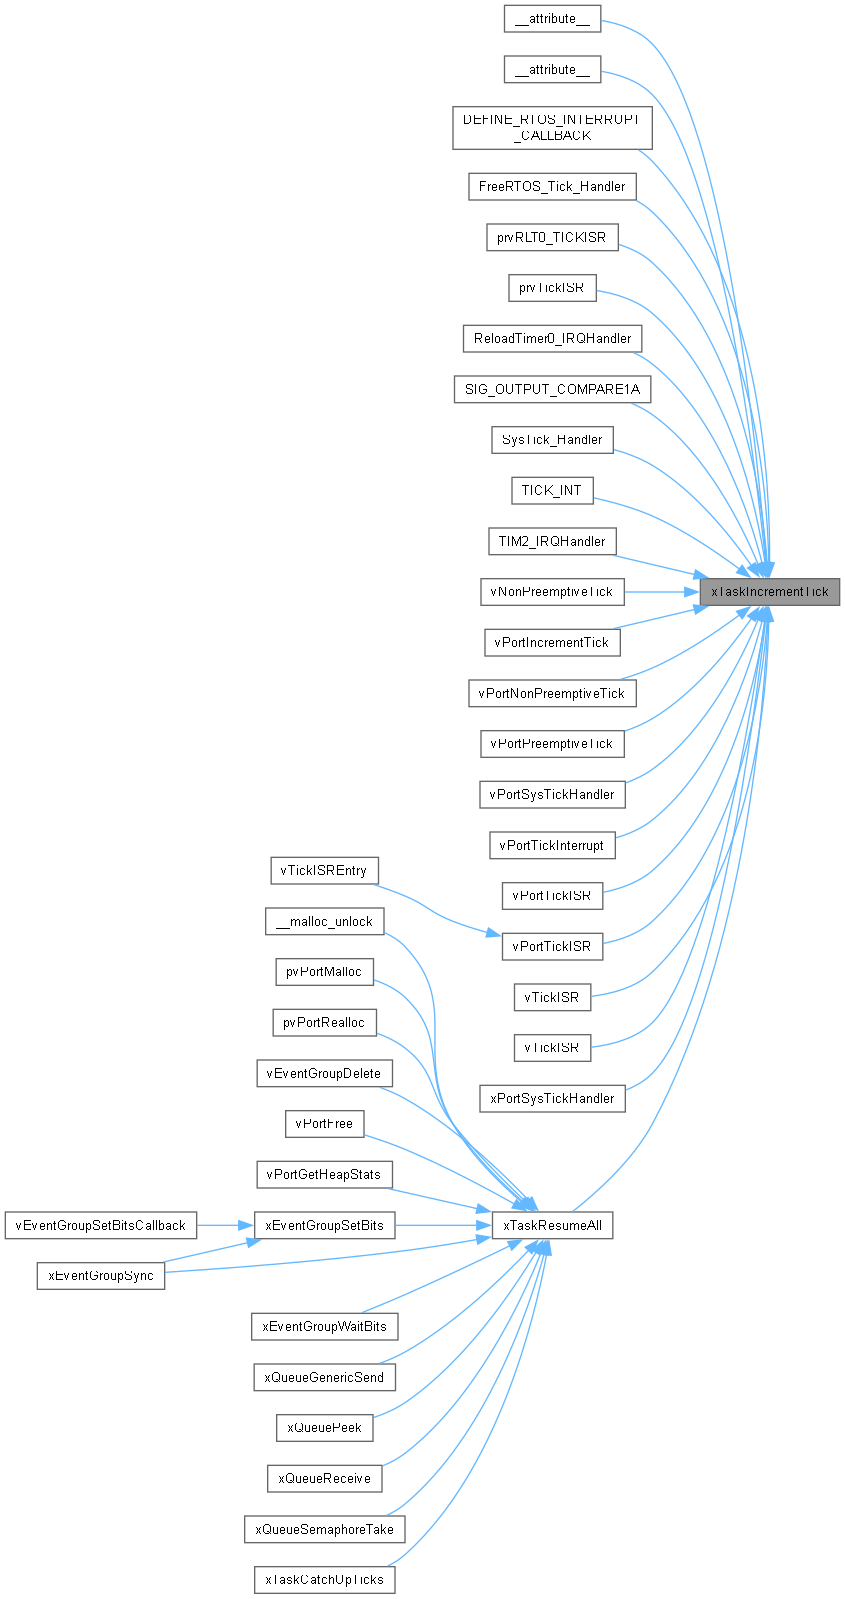 __attribute__
__attribute__
DEFINE_RTOS_INTERRUPT
_CALLBACK
FreeRTOS_Tick_Handler
prvRLT0_TICKISR
prvTickISR
ReloadTimer0_IRQHandler
SIG_OUTPUT_COMPARE1A
SysTick_Handler
TICK_INT
TIM2_IRQHandler
vNonPreemptiveTick
xTaskIncrementTick
vPortIncrementTick
vPortNonPreemptiveTick
vPortPreemptiveTick
vPortSysTickHandler
vPortTickInterrupt
vTickISREntry
vPortTickISR
__malloc_unlock
vPortTickISR
pvPortMalloc
vTickISR
pvPortRealloc
vTickISR
vEventGroupDelete
xPortSysTickHandler
vPortFree
vPortGetHeapStats
vEventGroupSetBitsCallback
xEventGroupSetBits
xTaskResumeAll
xEventGroupSync
xEventGroupWaitBits
xQueueGenericSend
xQueuePeek
xQueueReceive
xQueueSemaphoreTake
xTaskCatchUpTicks